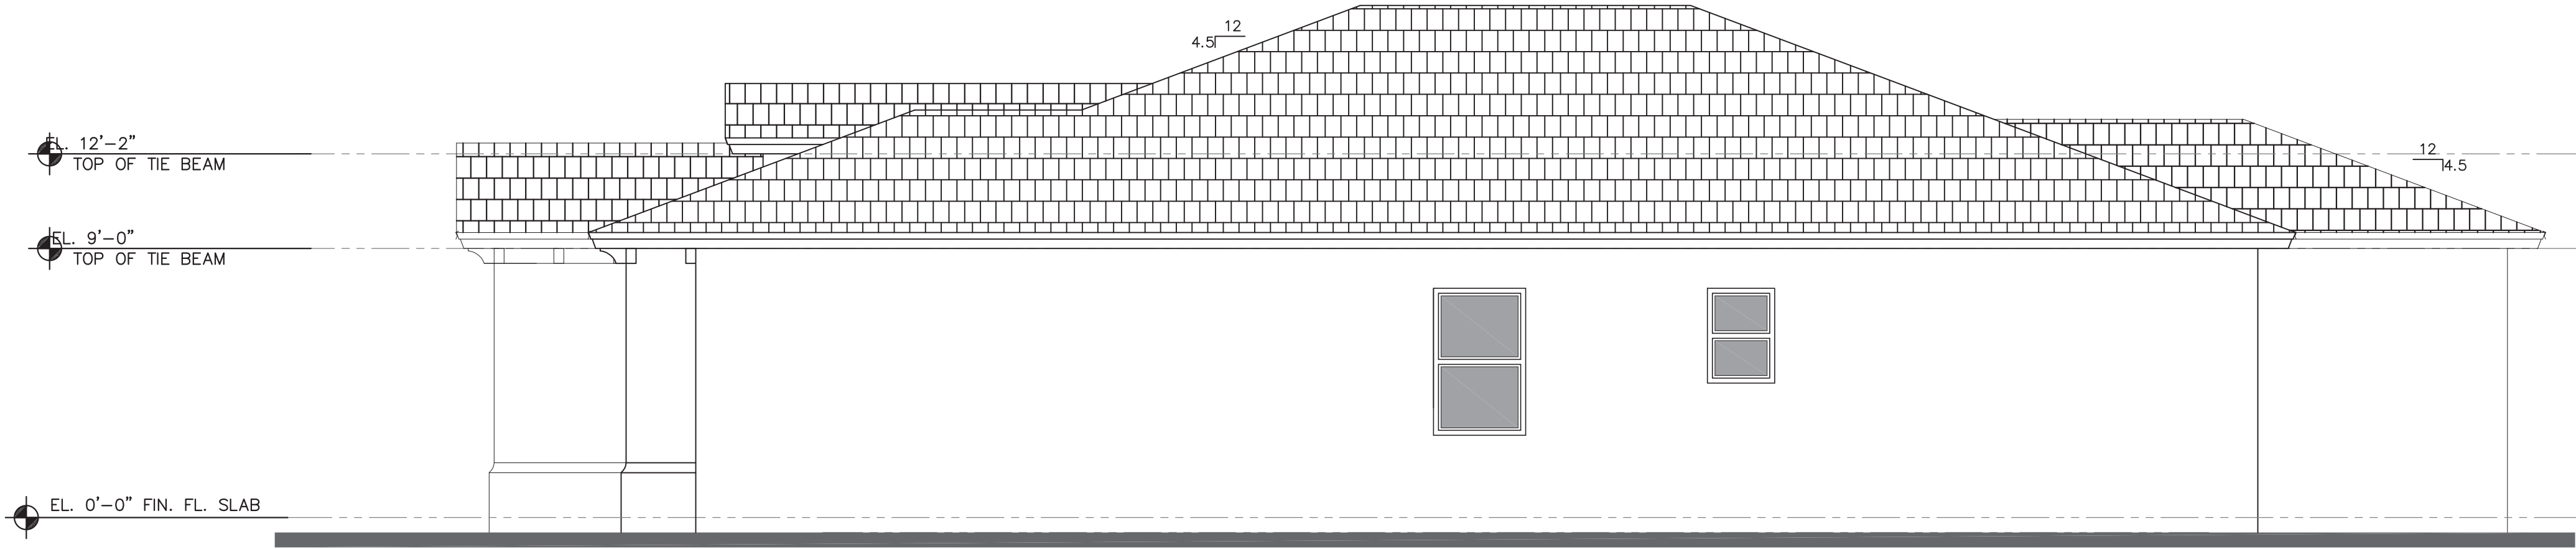 12
4.5
EL. 12'-2"
TOP OF TIE BEAM
12
4.5
EL. 9'-0"
TOP OF TIE BEAM
EL. 0'-0" FIN. FL. SLAB